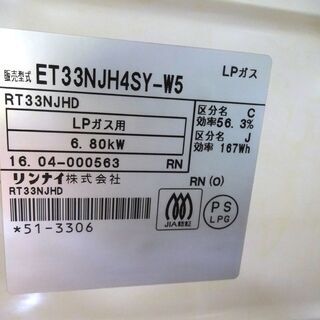 販売型式 ET33NJH4SY-W5 LPガス
RT33NJHD
LPガス用
6.80kW
区分名 C
効率56.3%
区分名 J
効率 167Wh
16.04-000563 RN
リンナイ株式会社
RT33NJHD
RN (O)
*51-3306
JIA認証
PS
LPG